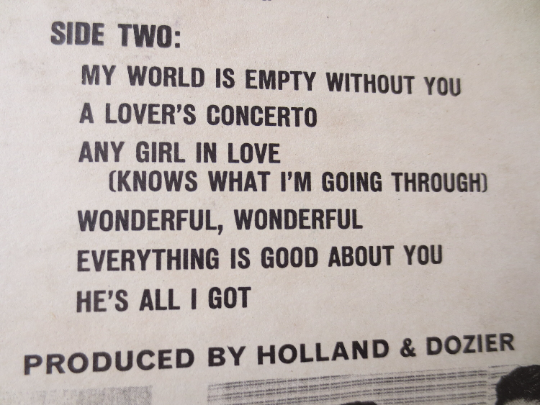 SIDE TWO:
MY WORLD IS EMPTY WITHOUT YOU
A LOVER'S CONCERTO
ANY GIRL IN LOVE
(KNOWS WHAT I'M GOING THROUGH)
WONDERFUL, WONDERFUL
EVERYTHING IS GOOD ABOUT YOU
HE'S ALL I GOT
PRODUCED BY HOLLAND & DOZIER